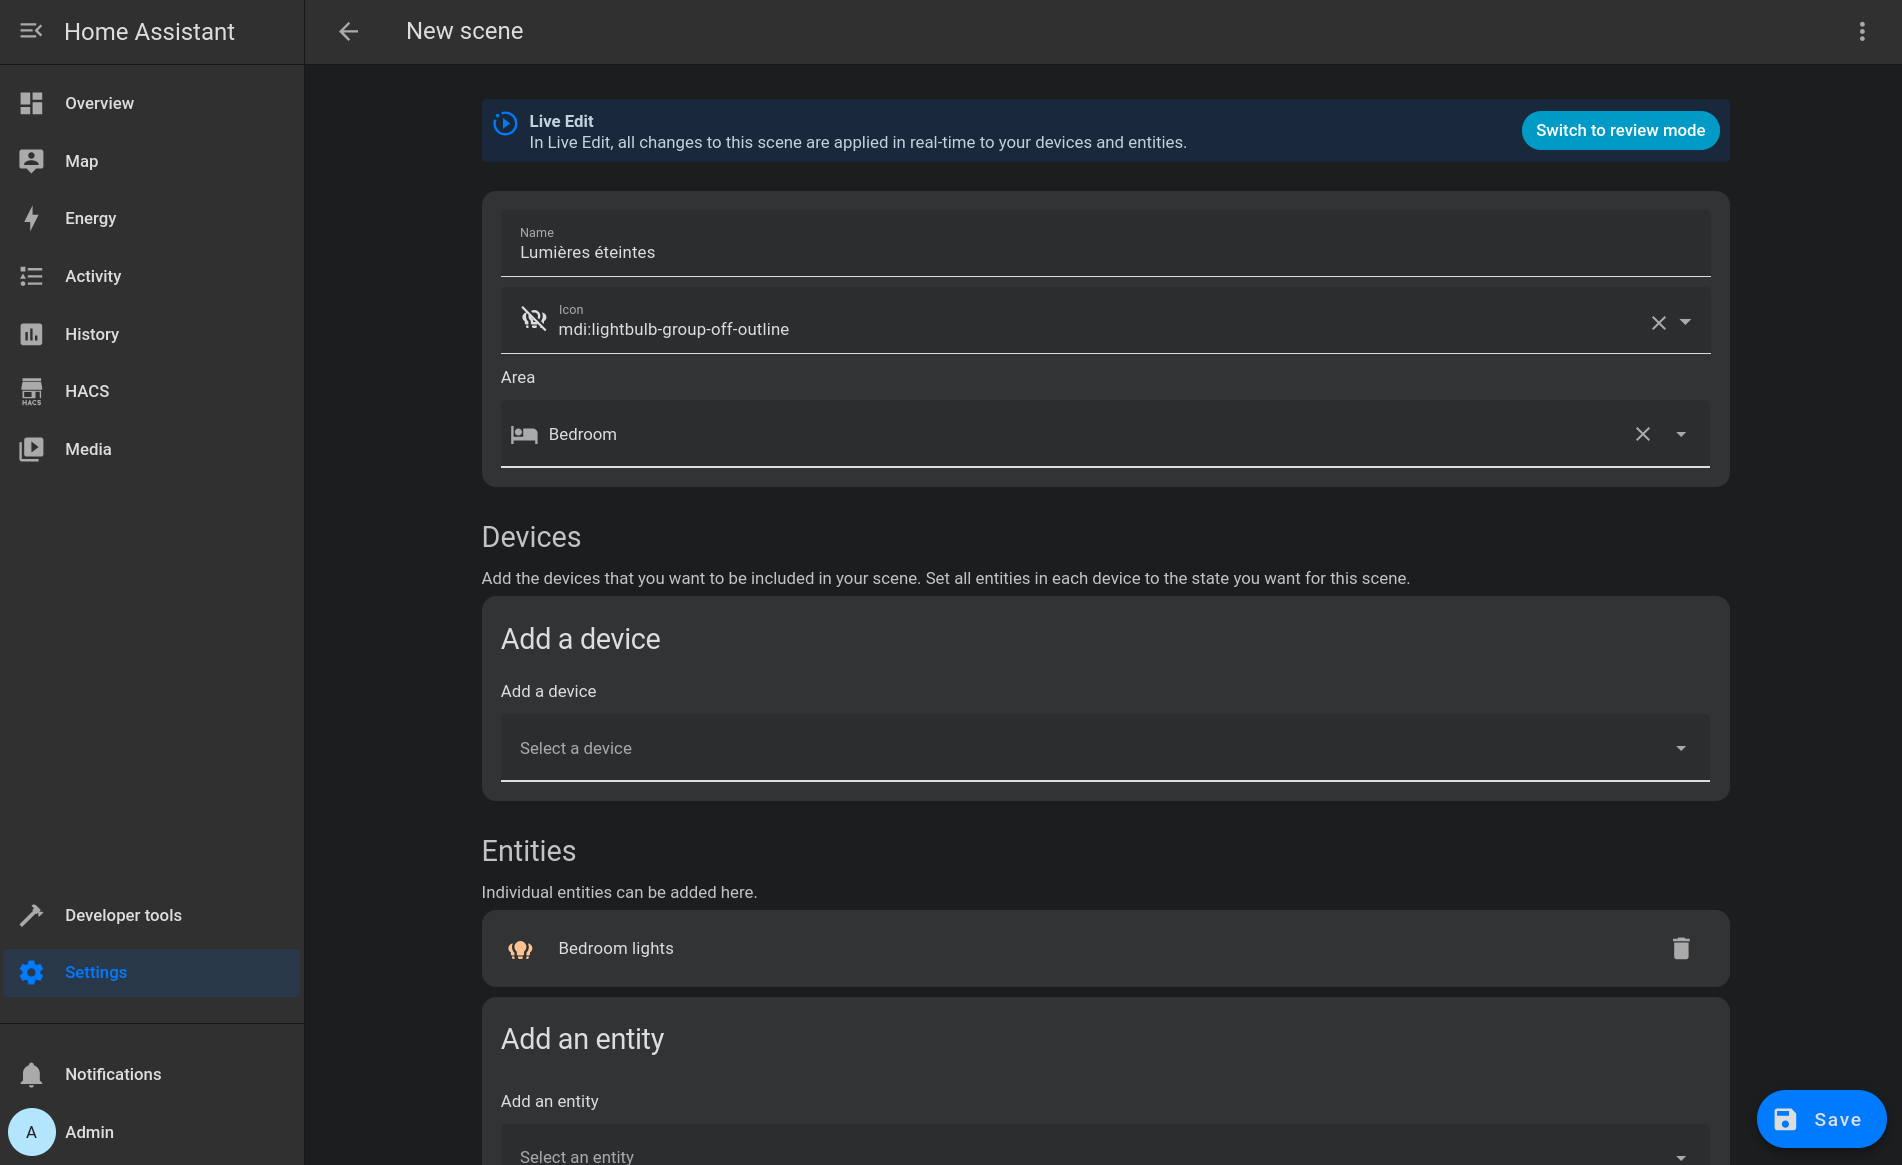 Home Assistant
Overview
Map
Energy
Activity
History
HACS
HACS
Media
Developer tools
Settings
Notifications
A
Admin
New scene
Live Edit
In Live Edit, all changes to this scene are applied in real-time to your devices and entities.
Switch to review mode
Name
Lumières éteintes
Icon
mdi:lightbulb-group-off-outline
Area
Bedroom
Devices
Add the devices that you want to be included in your scene. Set all entities in each device to the state you want for this scene.
Add a device
Add a device
Select a device
Entities
Individual entities can be added here.
Bedroom lights
Add an entity
Add an entity
Select an entity
Save